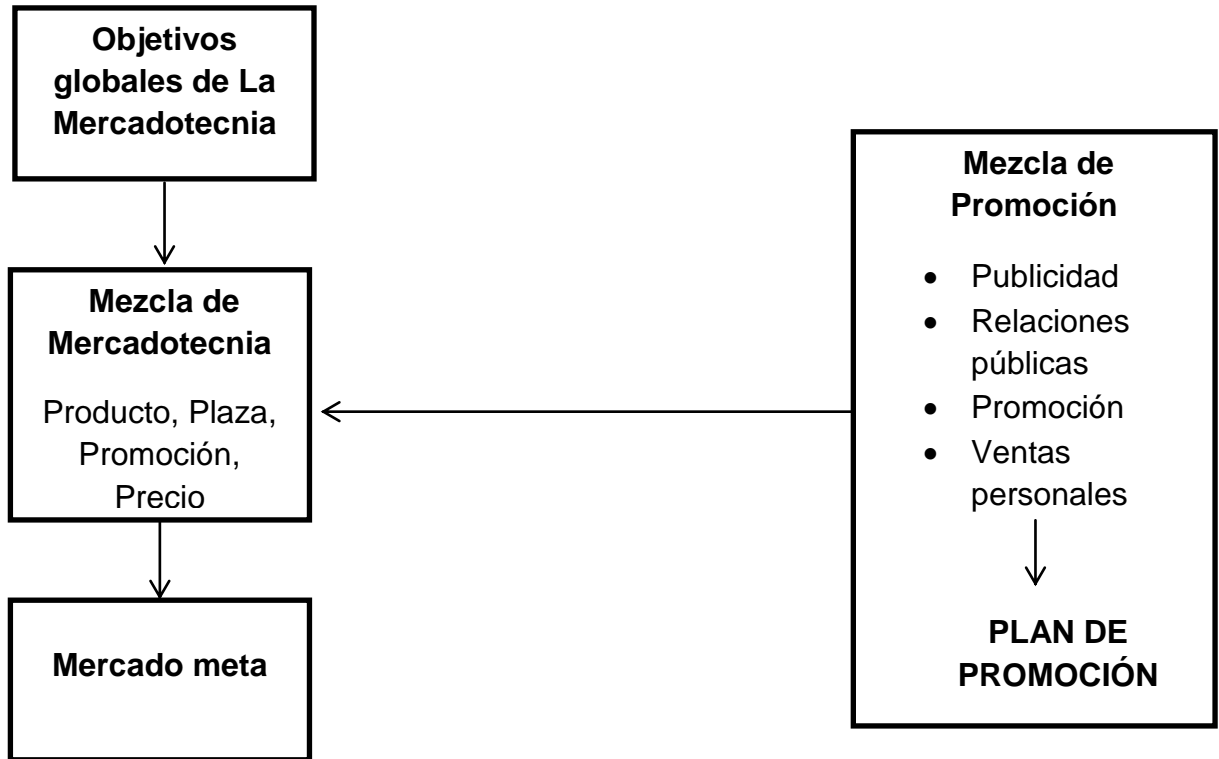 Objetivos
globales de La
Mercadotecnia
Mezcla de
Mercadotecnia
Producto, Plaza,
Promoción,
Precio
Mercado meta
Mezcla de
Promoción
• Publicidad
• Relaciones
públicas
• Promoción
• Ventas
personales
PLAN DE
PROMOCIÓN